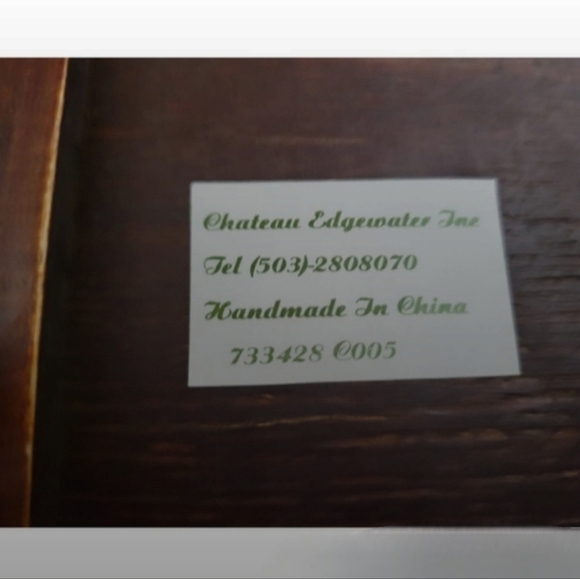 Chateau Edgewater Inc
Tel (503)-2808070
Handmade In China
733428 C005